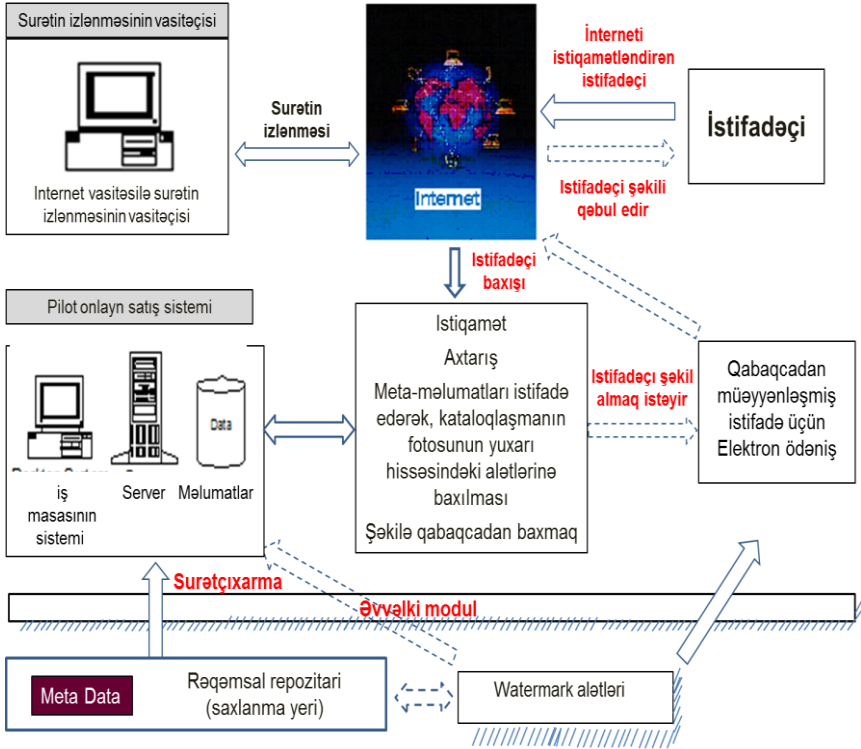 Surətin izlənməsinin vasitəçisi
Internet vasitəsilə surətin
izlənməsinin vasitəçisi
Surətin
izlənməsi
Internet
İnterneti
istiqamətləndirən
istifadəçi
İstifadəçi
Istifadəçi şəkili
qəbul edir
Istifadəçi
baxışı
Pilot onlayn satış sistemi
Data
iş
masasının
sistemi
Server
Məlumatlar
Istiqamət
Axtarış
Meta-məlumatları istifadə
edərək, kataloqlaşmanın
fotosunun yuxarı
hissəsindəki alətlərinə
baxılması
Şəkilə qabaqcadan baxmaq
Istifadəçı şəkil
almaq istəyir
Qabaqcadan
müəyyənləşmiş
istifadə üçün
Elektron ödəniş
Surətçıxarma
Əvvəlki modul
Meta Data
Rəqəmsal repozitari
(saxlanma yeri)
Watermark alətləri